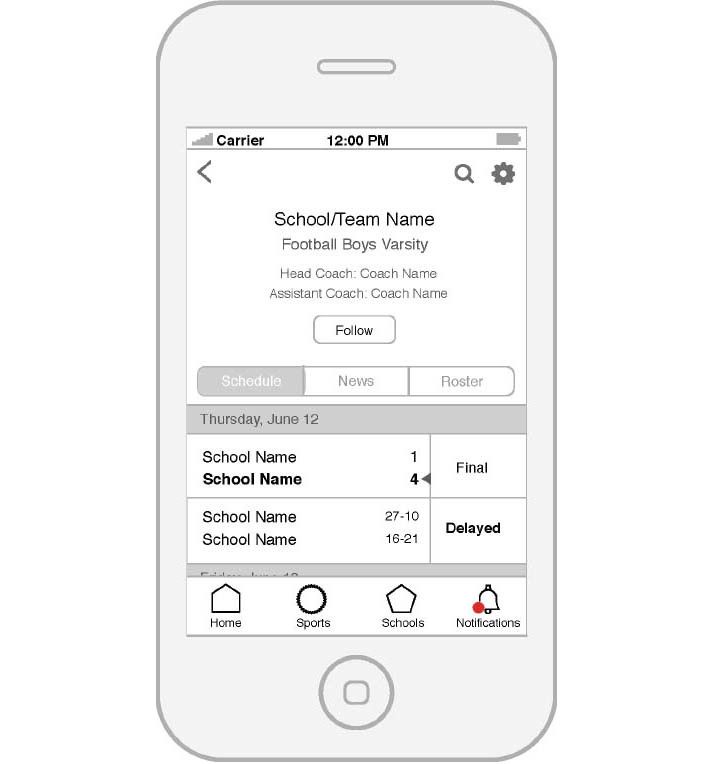 Carrier 12:00 PM
School/Team Name
Football Boys Varsity
Head Coach: Coach Name
Assistant Coach: Coach Name
Follow
Schedule News Roster
Thursday, June 12
School Name 1
School Name 4
Final
School Name 27-10
School Name 16-21
Delayed
Home Sports Schools Notifications